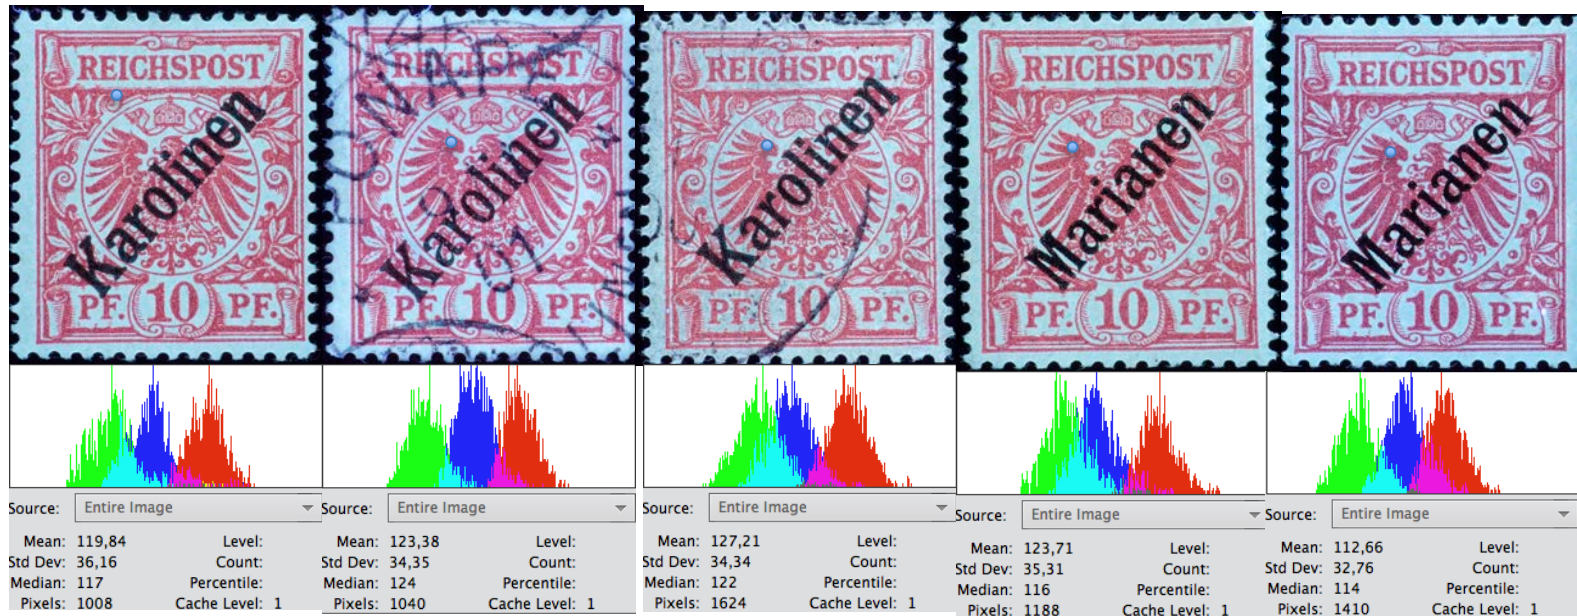 REICHSPOST
Karolinen
PF. 10 PF.
REICHSPOST
Karolinen
PONAPE
01
PF. 10 PF.
REICHSPOST
Karolinen
PF. 10 PF.
REICHSPOST
Marianen
PF. 10 PF.
REICHSPOST
Marianen
PF. 10 PF.
Source: Entire Image
Mean: 119,84 Level:
Std Dev: 36,16 Count:
Median: 117 Percentile:
Pixels: 1008 Cache Level: 1
Source: Entire Image
Mean: 123,38 Level:
Std Dev: 34,35 Count:
Median: 124 Percentile:
Pixels: 1040 Cache Level: 1
Source: Entire Image
Mean: 127,21 Level:
Std Dev: 34,34 Count:
Median: 122 Percentile:
Pixels: 1624 Cache Level: 1
Source: Entire Image
Mean: 123,71 Level:
Std Dev: 35,31 Count:
Median: 116 Percentile:
Pixels: 1188 Cache Level: 1
Source: Entire Image
Mean: 112,66 Level:
Std Dev: 32,76 Count:
Median: 114 Percentile:
Pixels: 1410 Cache Level: 1